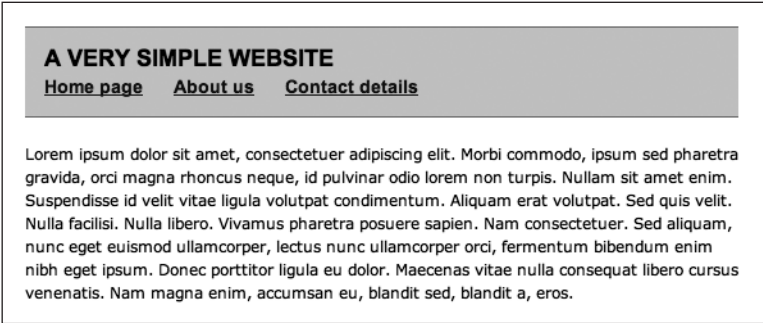 A VERY SIMPLE WEBSITE
Home page About us Contact details
Lorem ipsum dolor sit amet, consectetuer adipiscing elit. Morbi commodo, ipsum sed pharetra
gravida, orci magna rhoncus neque, id pulvinar odio lorem non turpis. Nullam sit amet enim.
Suspendisse id velit vitae ligula volutpat condimentum. Aliquam erat volutpat. Sed quis velit.
Nulla facilisi. Nulla libero. Vivamus pharetra posuere sapien. Nam consectetuer. Sed aliquam,
nunc eget euismod ullamcorper, lectus nunc ullamcorper orci, fermentum bibendum enim
nibh eget ipsum. Donec porttitor ligula eu dolor. Maecenas vitae nulla consequat libero cursus
venenatis. Nam magna enim, accumsan eu, blandit sed, blandit a, eros.